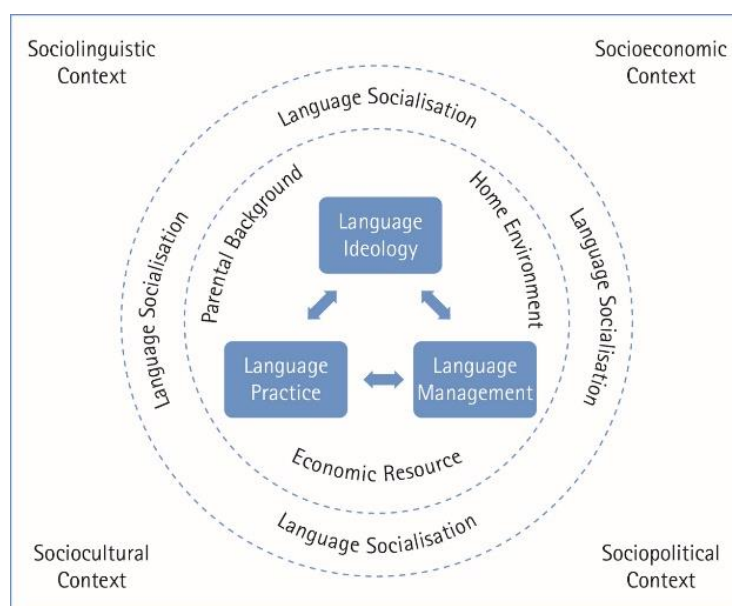 Sociolinguistic
Context
Socioeconomic
Context
Language Socialisation
Parental Background
Home Environment
Language Socialisation
Language Socialisation
Language
Ideology
Language
Practice
Language
Management
Economic Resource
Language Socialisation
Sociocultural
Context
Sociopolitical
Context